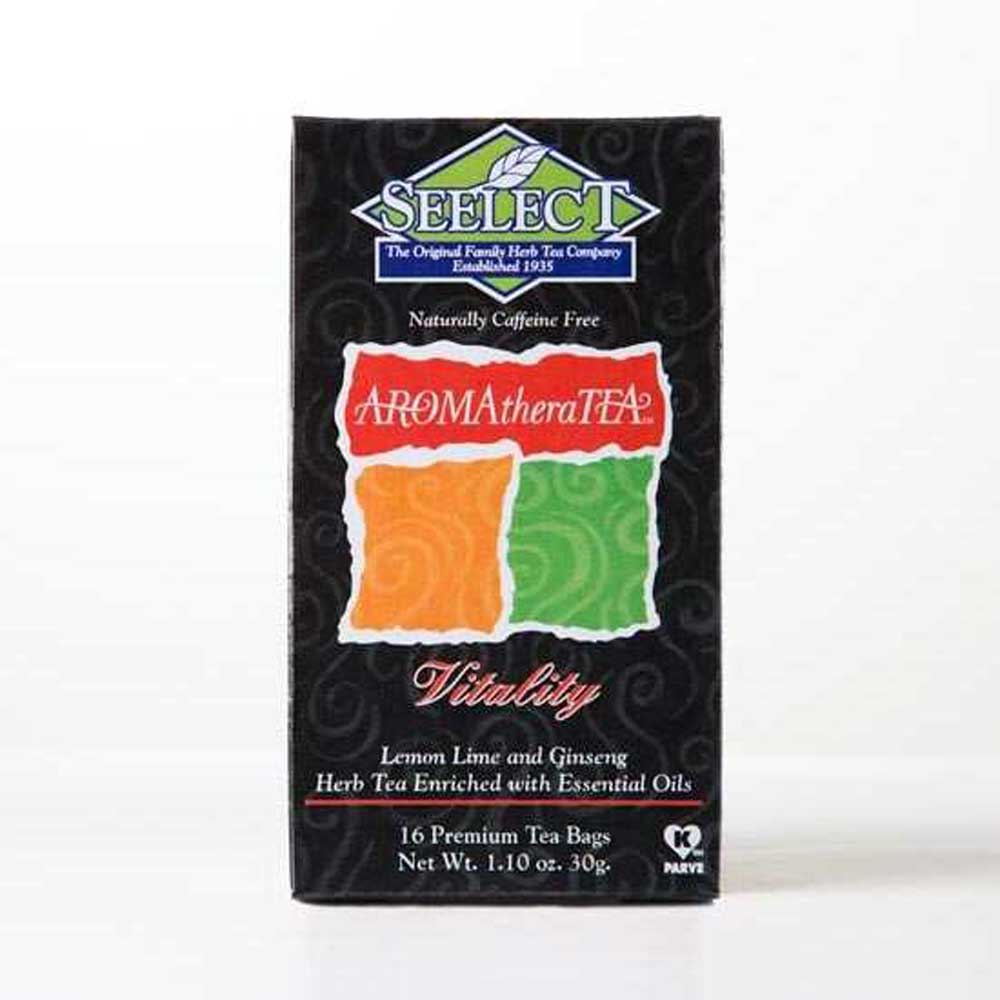 SEELECT
The Original Family Herb Tea Company
Established 1935
Naturally Caffeine Free
AROMAtheraTEA™
Vitality
Lemon Lime and Ginseng
Herb Tea Enriched with Essential Oils
16 Premium Tea Bags
Net Wt. 1.10 oz. 30g.
K
PARVE